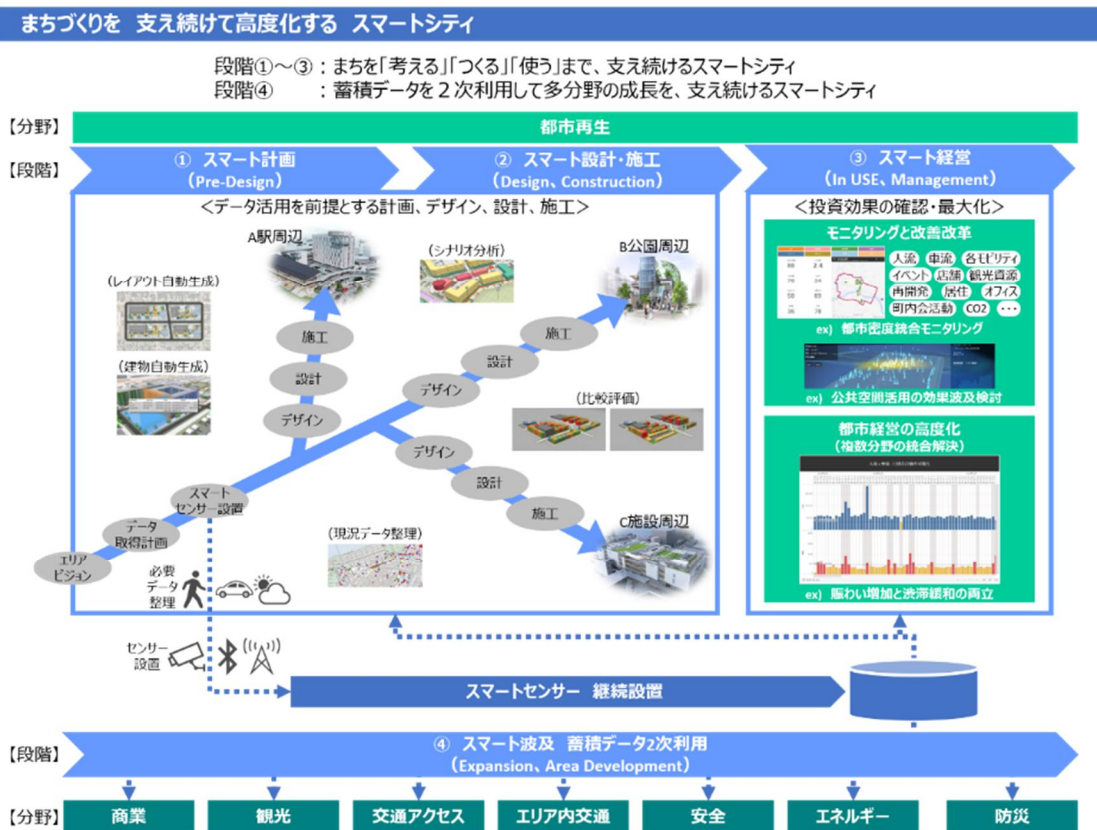 まちづくりを 支え続けて高度化する スマートシティ
段階①～③：まちを「考える」「つくる」「使う」まで、支え続けるスマートシティ
段階④　　：蓄積データを２次利用して多分野の成長を、支え続けるスマートシティ
【分野】
都市再生
【段階】
① スマート計画
(Pre-Design)
② スマート設計・施工
(Design、Construction)
③ スマート経営
(In USE、Management)
<データ活用を前提とする計画、デザイン、設計、施工>
A駅周辺
(シナリオ分析)
B公園周辺
(レイアウト自動生成)
(建物自動生成)
施工
設計
デザイン
施工
設計
デザイン
(比較評価)
デザイン
設計
施工
C施設周辺
スマート
センサー設置
データ
取得計画
エリア
ビジョン
(現況データ整理)
必要
データ
整理
センサー
設置
<投資効果の確認・最大化>
モニタリングと改善改革
人流 車流 各モビリティ
イベント 店舗 観光資源
再開発 居住 オフィス
町内会活動 CO2 ・・・
ex) 都市密度統合モニタリング
ex) 公共空間活用の効果波及検討
都市経営の高度化
(複数分野の統合解決)
ex) 賑わい増加と渋滞緩和の両立
スマートセンサー 継続設置
【段階】
④ スマート波及 蓄積データ2次利用
(Expansion、Area Development)
【分野】
商業
観光
交通アクセス
エリア内交通
安全
エネルギー
防災